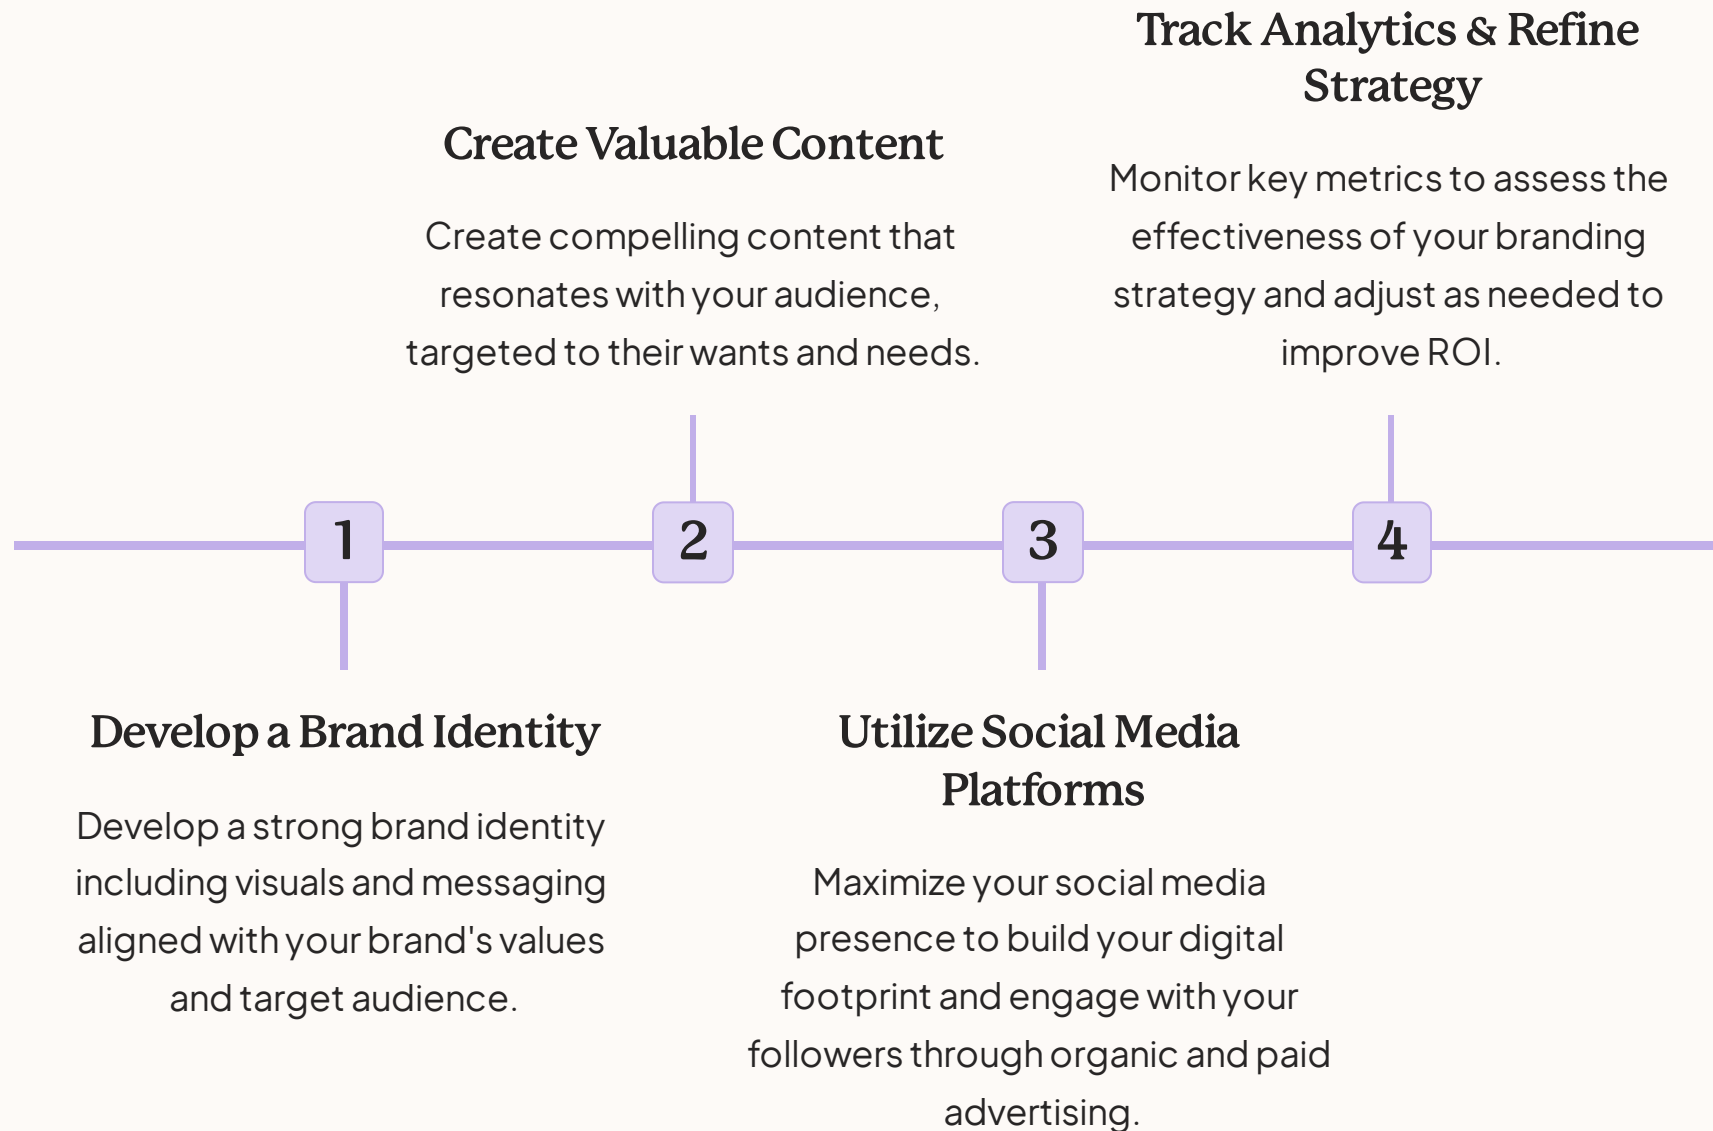 Track Analytics & Refine
Strategy
Monitor key metrics to assess the
effectiveness of your branding
strategy and adjust as needed to
improve ROI.
Create Valuable Content
Create compelling content that
resonates with your audience,
targeted to their wants and needs.
1
2
3
4
Develop a Brand Identity
Develop a strong brand identity
including visuals and messaging
aligned with your brand's values
and target audience.
Utilize Social Media
Platforms
Maximize your social media
presence to build your digital
footprint and engage with your
followers through organic and paid
advertising.